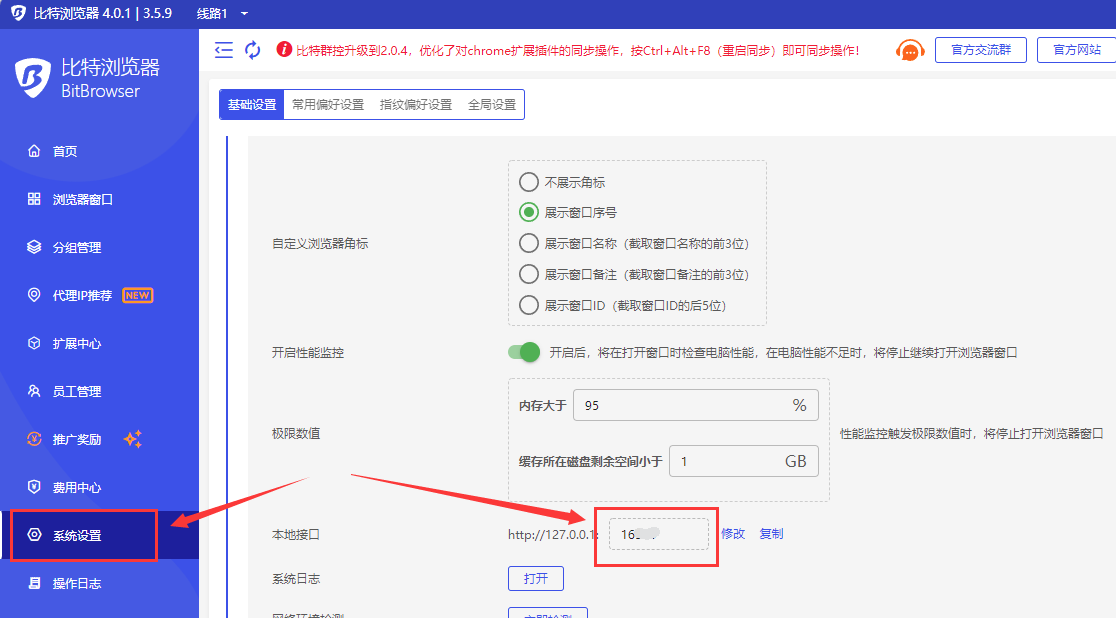 比特浏览器 4.0.1 | 3.5.9 线路1
比特浏览器
BitBrowser
比特群控升级到2.0.4，优化了对chrome扩展插件的同步操作，按Ctrl+Alt+F8（重启同步）即可同步操作！
官方交流群 官方网站
基础设置 常用偏好设置 指纹偏好设置 全局设置
首页
浏览器窗口
分组管理
代理IP推荐 NEW
扩展中心
员工管理
推广奖励
费用中心
系统设置
操作日志
自定义浏览器角标
不展示角标
展示窗口序号
展示窗口名称（截取窗口名称的前3位）
展示窗口备注（截取窗口备注的前3位）
展示窗口ID（截取窗口ID的后5位）
开启性能监控
开启后，将在打开窗口时检查电脑性能，在电脑性能不足时，将停止继续打开浏览器窗口
极限数值
内存大于 95 %
缓存所在磁盘剩余空间小于 1 GB
性能监控触发极限数值时，将停止打开浏览器窗口
本地接口
http://127.0.0.1: 修改 复制
系统日志
打开